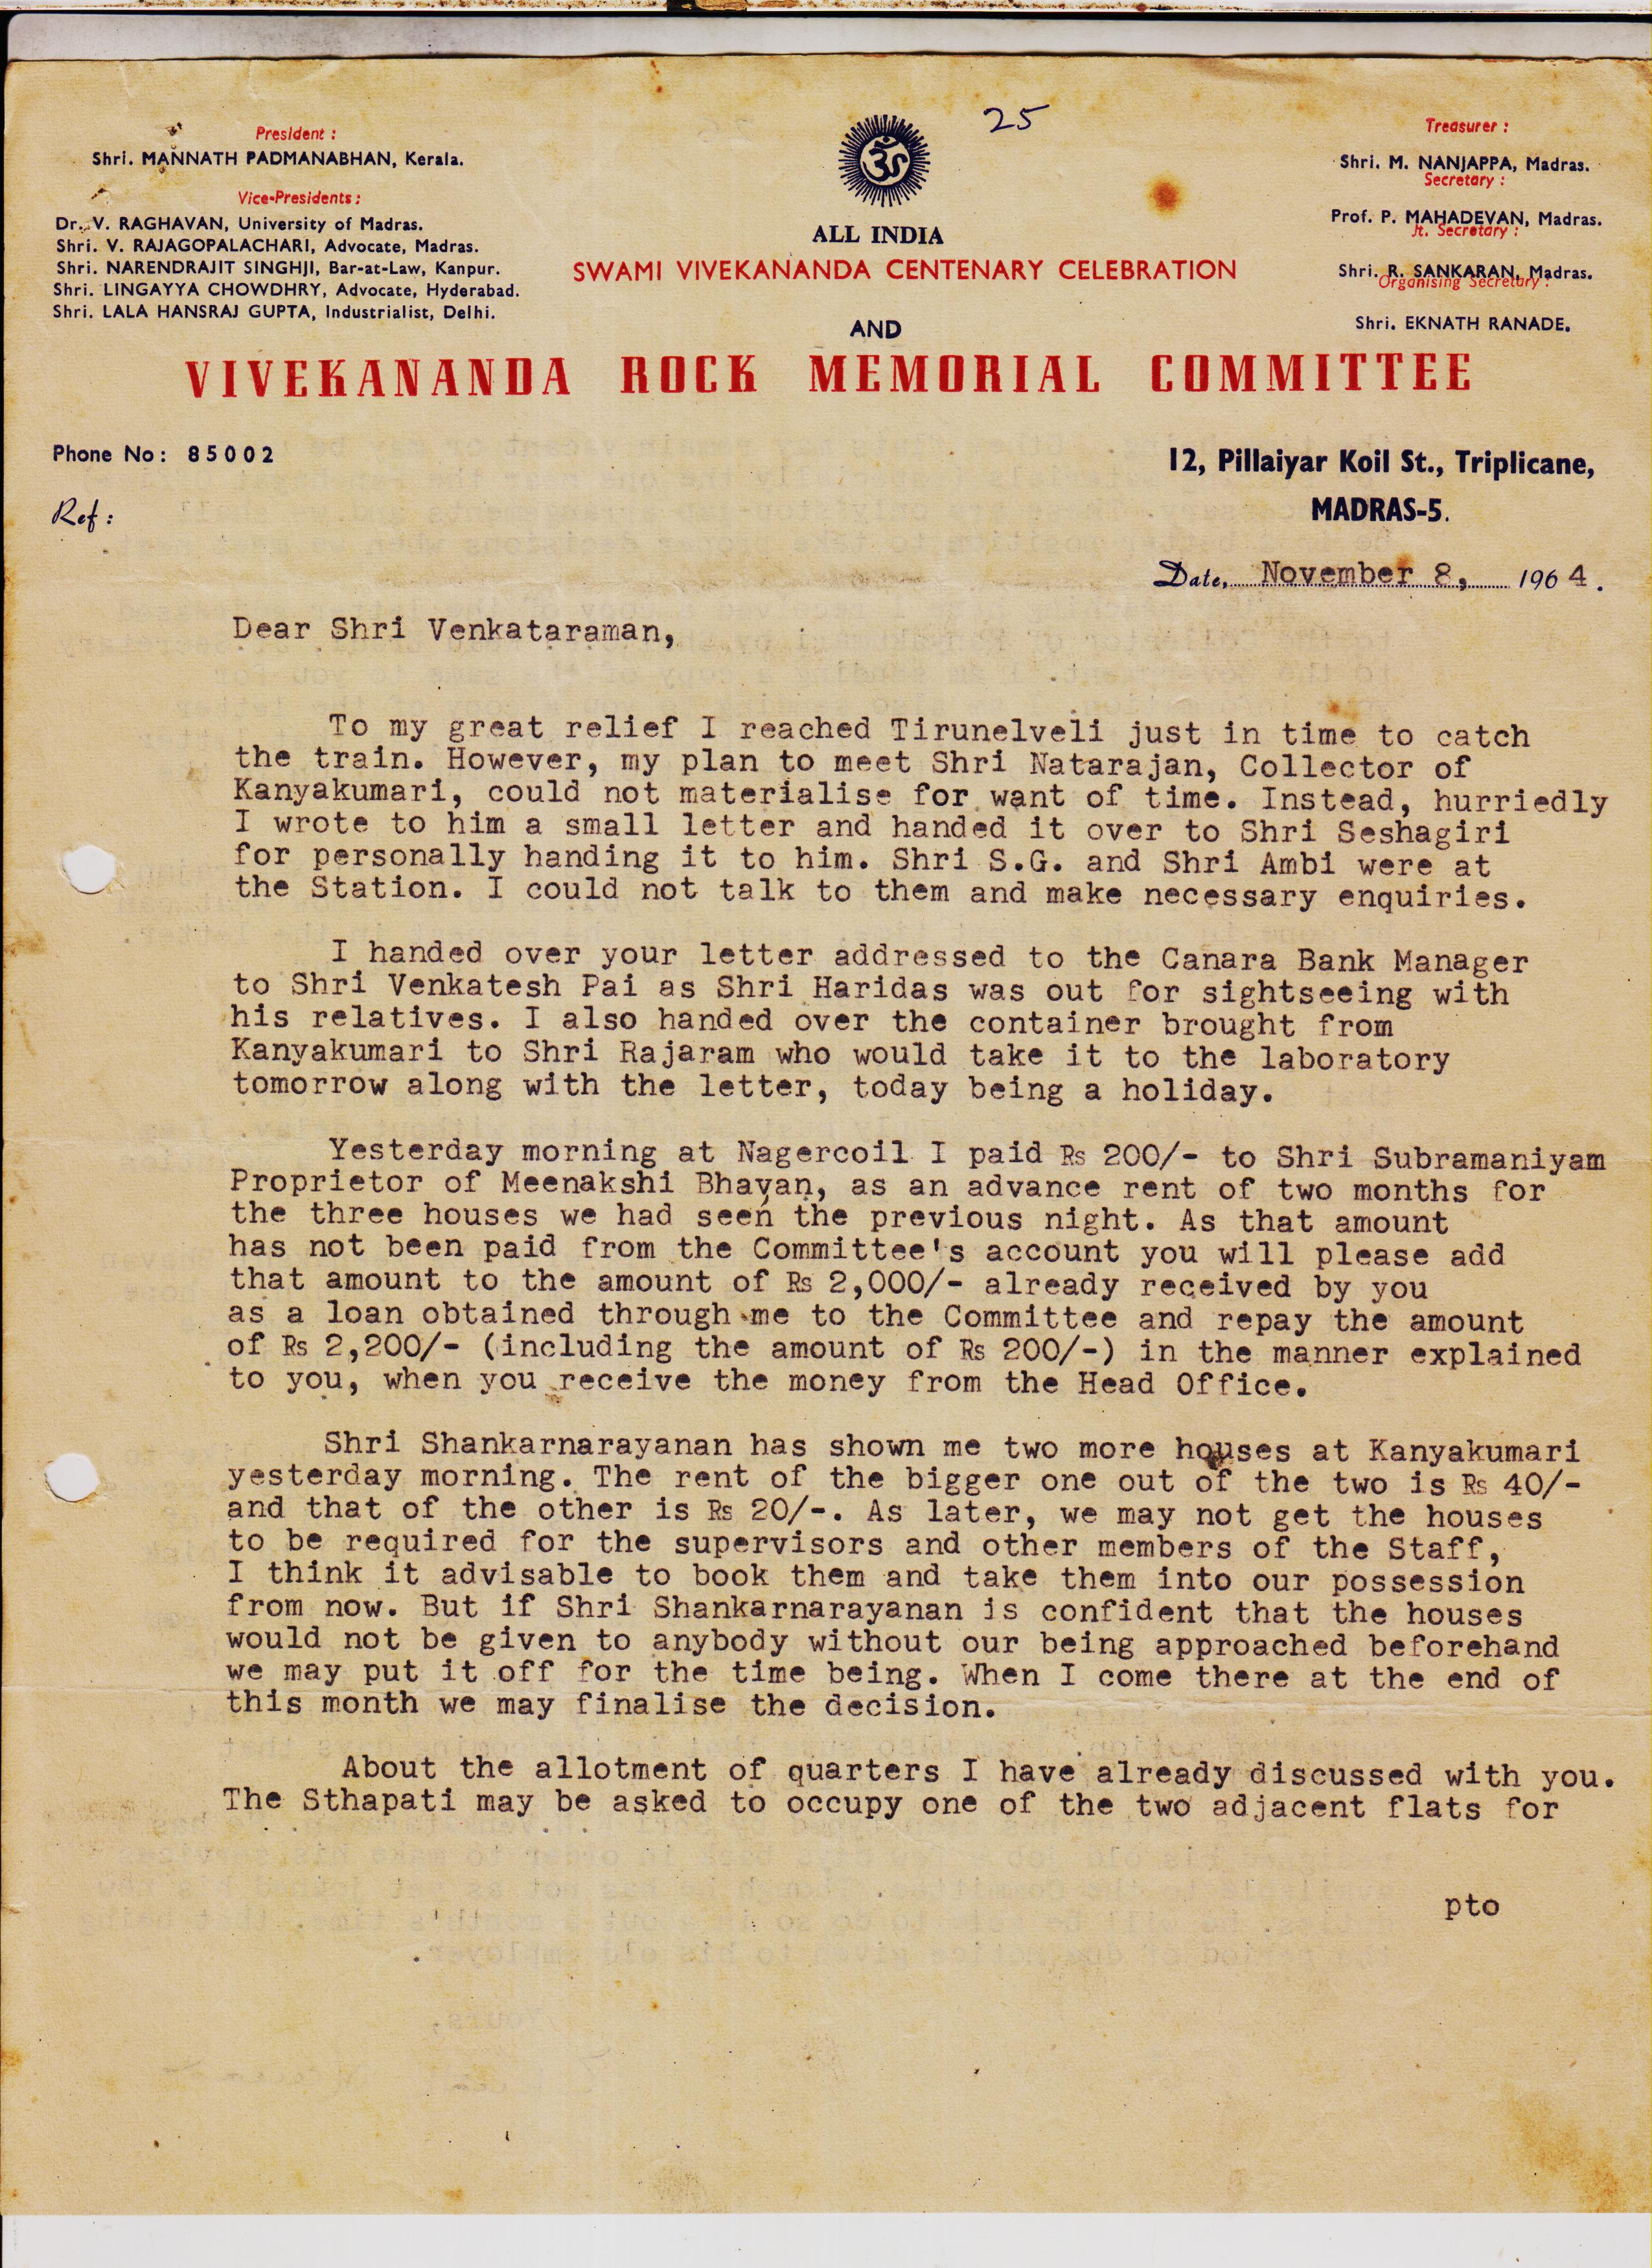 25
President :
Shri. MANNATH PADMANABHAN, Kerala.
Vice-Presidents :
Dr. V. RAGHAVAN, University of Madras.
Shri. V. RAJAGOPALACHARI, Advocate, Madras.
Shri. NARENDRAJIT SINGHJI, Bar-at-Law, Kanpur.
Shri. LINGAYYA CHOWDHRY, Advocate, Hyderabad.
Shri. LALA HANSRAJ GUPTA, Industrialist, Delhi.
ॐ
ALL INDIA
SWAMI VIVEKANANDA CENTENARY CELEBRATION
AND
Treasurer :
Shri. M. NANJAPPA, Madras.
Secretary :
Prof. P. MAHADEVAN, Madras.
Jt. Secretary :
Shri. R. SANKARAN, Madras.
Organising Secretary :
Shri. EKNATH RANADE.
VIVEKANANDA ROCK MEMORIAL COMMITTEE
Phone No: 85002
12, Pillaiyar Koil St., Triplicane,
MADRAS-5.
Ref :
Date, November 8, 1964.
Dear Shri Venkataraman,
To my great relief I reached Tirunelveli just in time to catch
the train. However, my plan to meet Shri Natarajan, Collector of
Kanyakumari, could not materialise for want of time. Instead, hurriedly
I wrote to him a small letter and handed it over to Shri Seshagiri
for personally handing it to him. Shri S.G. and Shri Ambi were at
the Station. I could not talk to them and make necessary enquiries.
I handed over your letter addressed to the Canara Bank Manager
to Shri Venkatesh Pai as Shri Haridas was out for sightseeing with
his relatives. I also handed over the container brought from
Kanyakumari to Shri Rajaram who would take it to the laboratory
tomorrow along with the letter, today being a holiday.
Yesterday morning at Nagercoil I paid Rs 200/- to Shri Subramaniyam
Proprietor of Meenakshi Bhavan, as an advance rent of two months for
the three houses we had seen the previous night. As that amount
has not been paid from the Committee's account you will please add
that amount to the amount of Rs 2,000/- already received by you
as a loan obtained through me to the Committee and repay the amount
of Rs 2,200/- (including the amount of Rs 200/-) in the manner explained
to you, when you receive the money from the Head Office.
Shri Shankarnarayanan has shown me two more houses at Kanyakumari
yesterday morning. The rent of the bigger one out of the two is Rs 40/-
and that of the other is Rs 20/-. As later, we may not get the houses
to be required for the supervisors and other members of the Staff,
I think it advisable to book them and take them into our possession
from now. But if Shri Shankarnarayanan is confident that the houses
would not be given to anybody without our being approached beforehand
we may put it off for the time being. When I come there at the end of
this month we may finalise the decision.
About the allotment of quarters I have already discussed with you.
The Sthapati may be asked to occupy one of the two adjacent flats for
pto